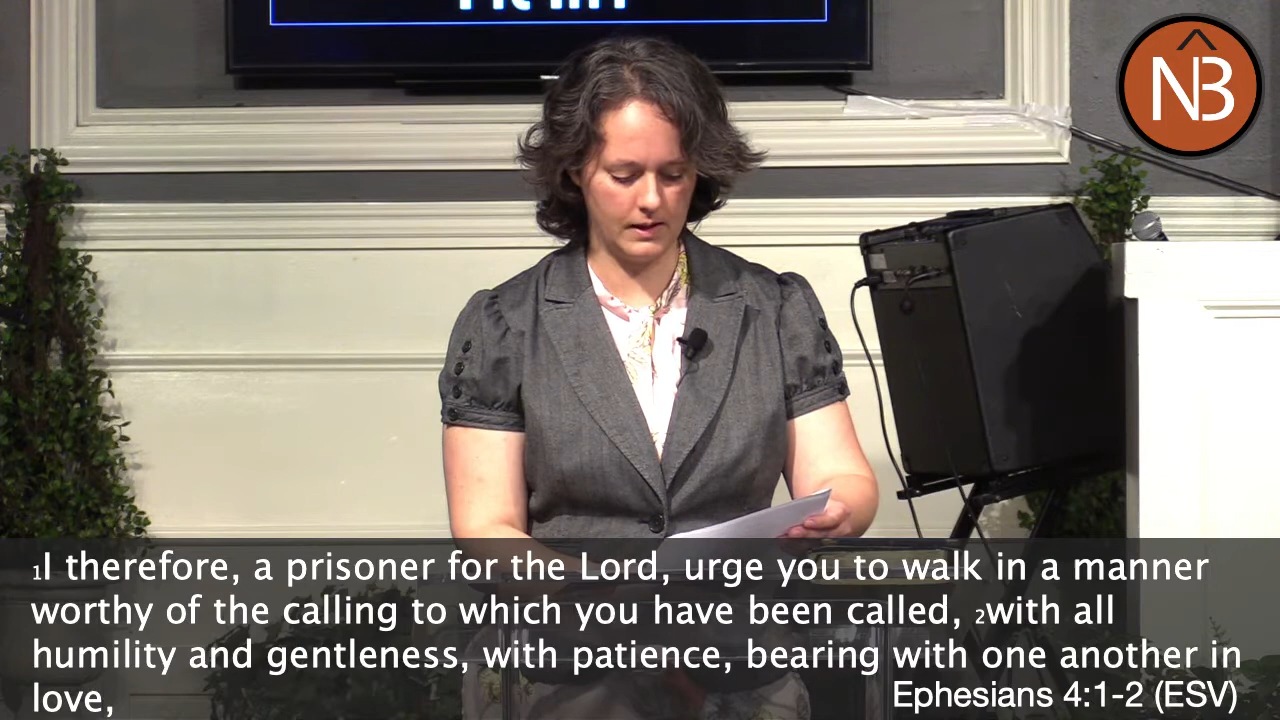 NB
1I therefore, a prisoner for the Lord, urge you to walk in a manner
worthy of the calling to which you have been called, 2with all
humility and gentleness, with patience, bearing with one another in
love,
Ephesians 4:1-2 (ESV)